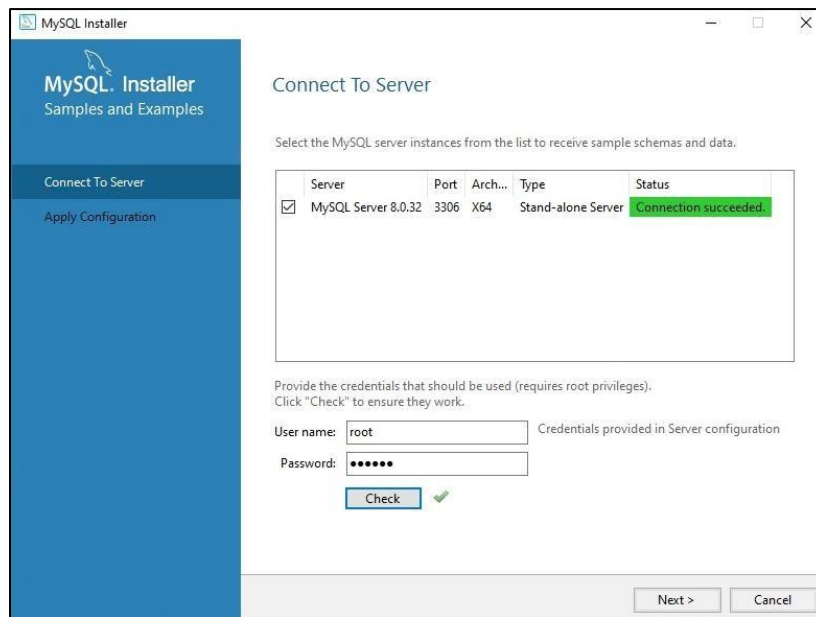 MySQL Installer
MySQL. Installer
Samples and Examples
Connect To Server
Apply Configuration
Connect To Server
Select the MySQL server instances from the list to receive sample schemas and data.
Server Port Arch... Type Status
MySQL Server 8.0.32 3306 X64 Stand-alone Server Connection succeeded.
Provide the credentials that should be used (requires root privileges).
Click "Check" to ensure they work.
User name: root Credentials provided in Server configuration
Password: ●●●●●●
Check
Next > Cancel